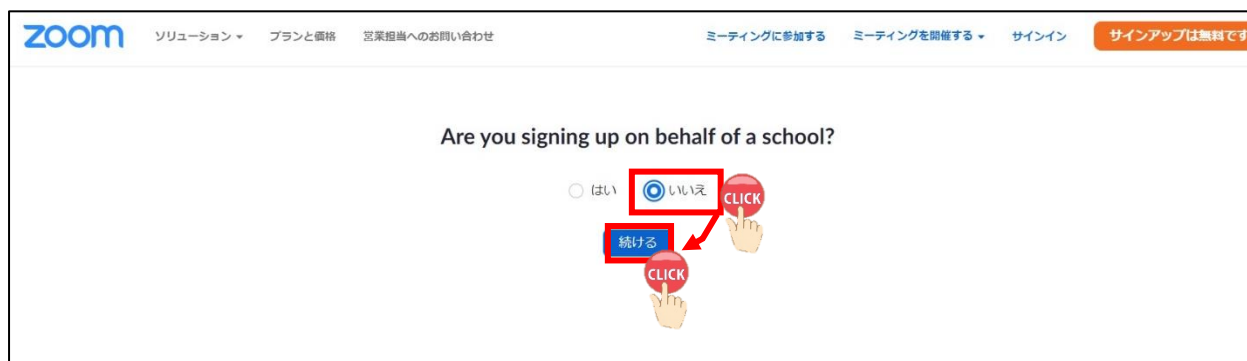 zoom ソリューション プランと価格 営業担当へのお問い合わせ ミーティングに参加する ミーティングを開催する サインイン サインアップは無料です
Are you signing up on behalf of a school?
はい いいえ CLICK
続ける
CLICK